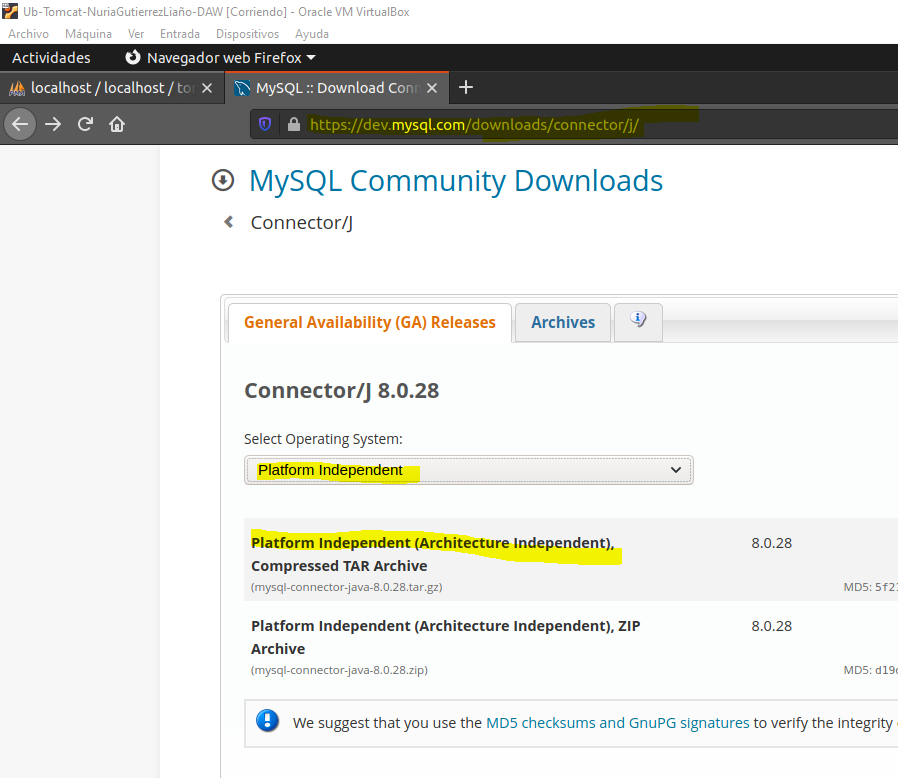 Ub-Tomcat-NuriaGutierrezLiaño-DAW [Corriendo] - Oracle VM VirtualBox
Archivo Máquina Ver Entrada Dispositivos Ayuda
Actividades Navegador web Firefox
localhost / localhost / to MySQL :: Download Conn
https://dev.mysql.com/downloads/connector/j/
MySQL Community Downloads
Connector/J
General Availability (GA) Releases Archives
Connector/J 8.0.28
Select Operating System:
Platform Independent
Platform Independent (Architecture Independent), 8.0.28
Compressed TAR Archive
(mysql-connector-java-8.0.28.tar.gz) MD5: 5f2
Platform Independent (Architecture Independent), ZIP 8.0.28
Archive
(mysql-connector-java-8.0.28.zip) MD5: d19
We suggest that you use the MD5 checksums and GnuPG signatures to verify the integrity